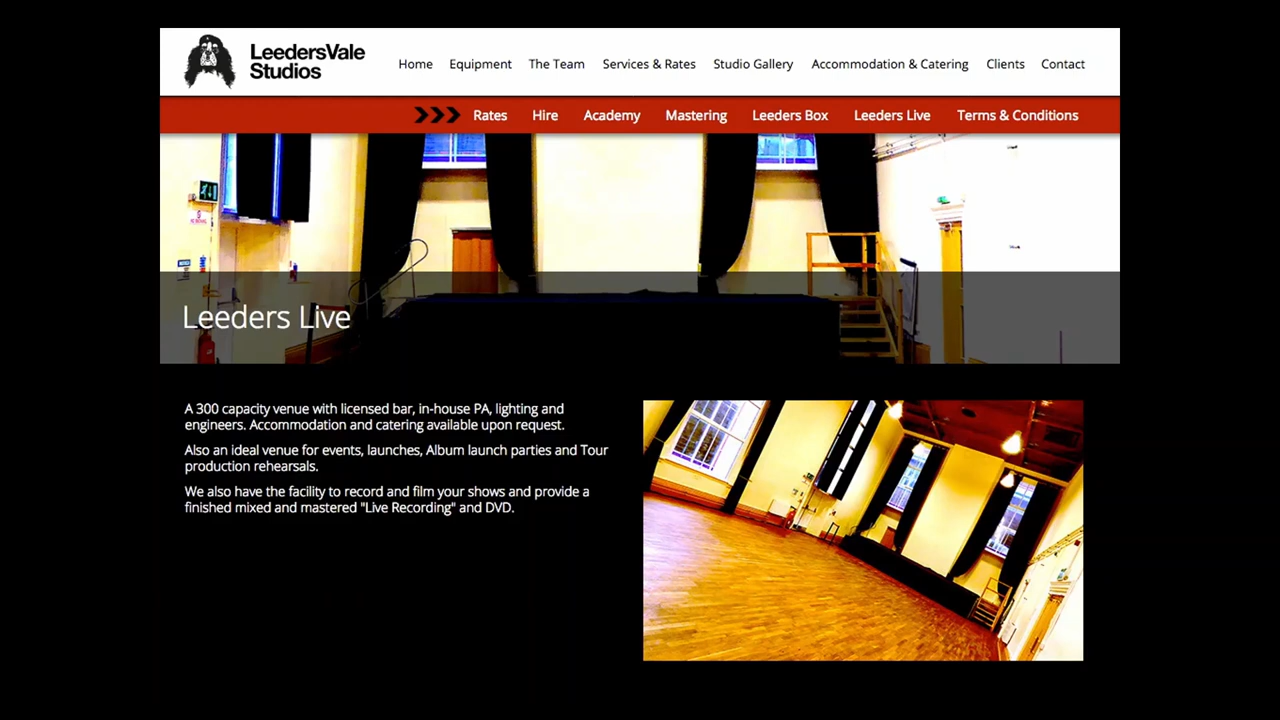 LeedersVale
Studios
Home Equipment The Team Services & Rates Studio Gallery Accommodation & Catering Clients Contact
Rates Hire Academy Mastering Leeders Box Leeders Live Terms & Conditions
Leeders Live
A 300 capacity venue with licensed bar, in-house PA, lighting and
engineers. Accommodation and catering available upon request.
Also an ideal venue for events, launches, Album launch parties and Tour
production rehearsals.
We also have the facility to record and film your shows and provide a
finished mixed and mastered "Live Recording" and DVD.